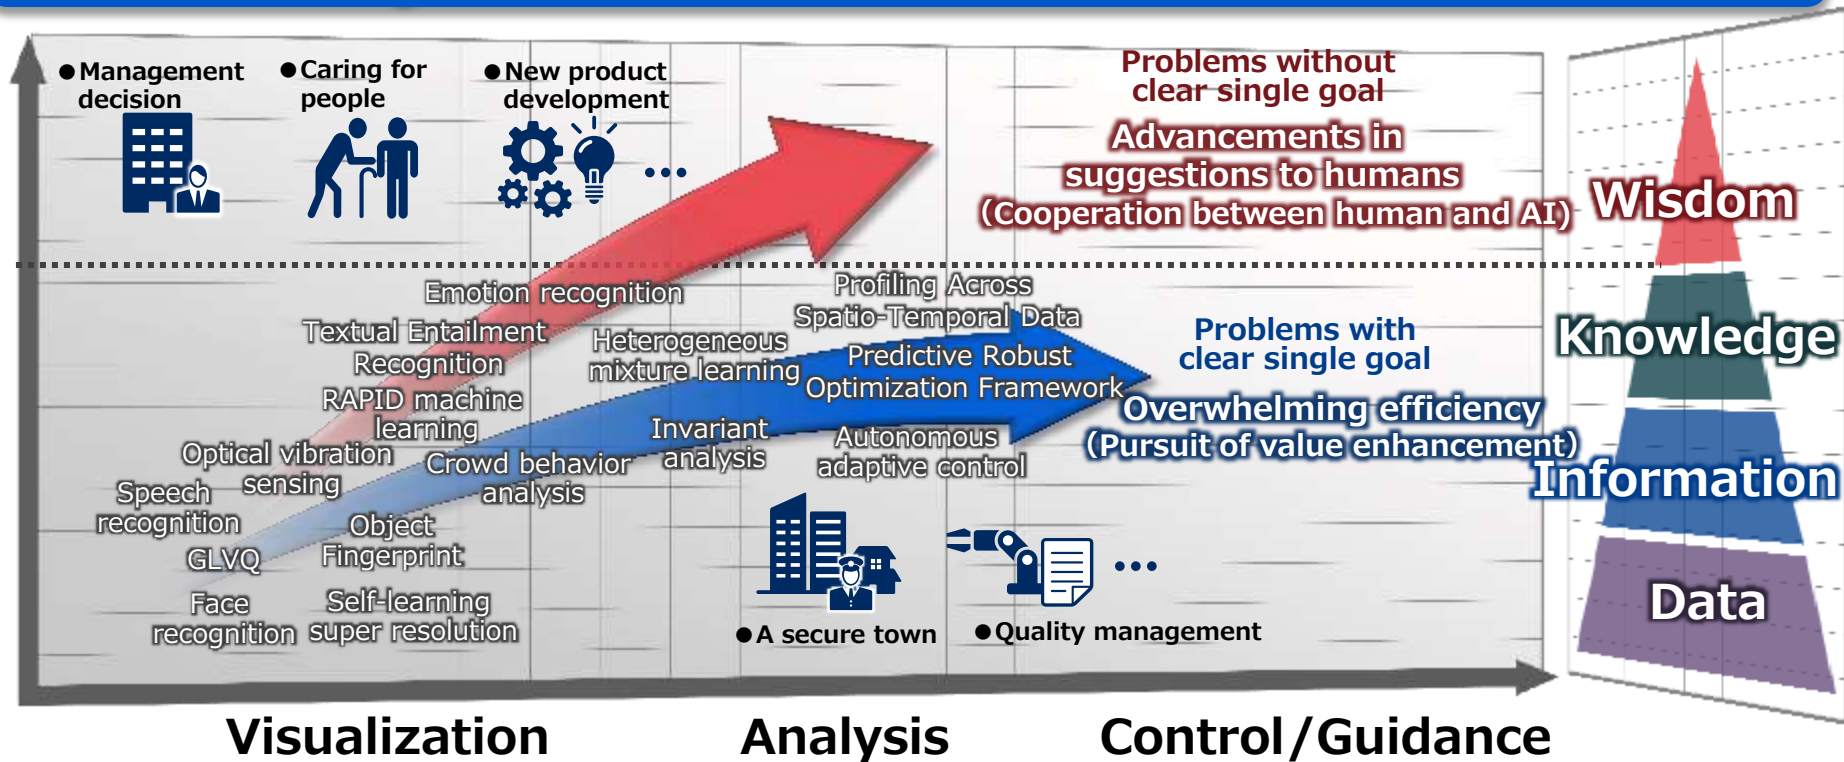 ●Management
decision
●Caring for
people
●New product
development
Problems without
clear single goal
Advancements in
suggestions to humans
(Cooperation between human and AI)
Wisdom
Emotion recognition
Textual Entailment
Recognition
RAPID machine
learning
Optical vibration
sensing
Speech
recognition
GLVQ
Face
recognition
Object
Fingerprint
Self-learning
super resolution
Crowd behavior
analysis
Heterogeneous
mixture learning
Invariant
analysis
Profiling Across
Spatio-Temporal Data
Predictive Robust
Optimization Framework
Autonomous
adaptive control
Problems with
clear single goal
Overwhelming efficiency
(Pursuit of value enhancement)
Knowledge
Information
Data
●A secure town
●Quality management
Visualization
Analysis
Control/Guidance